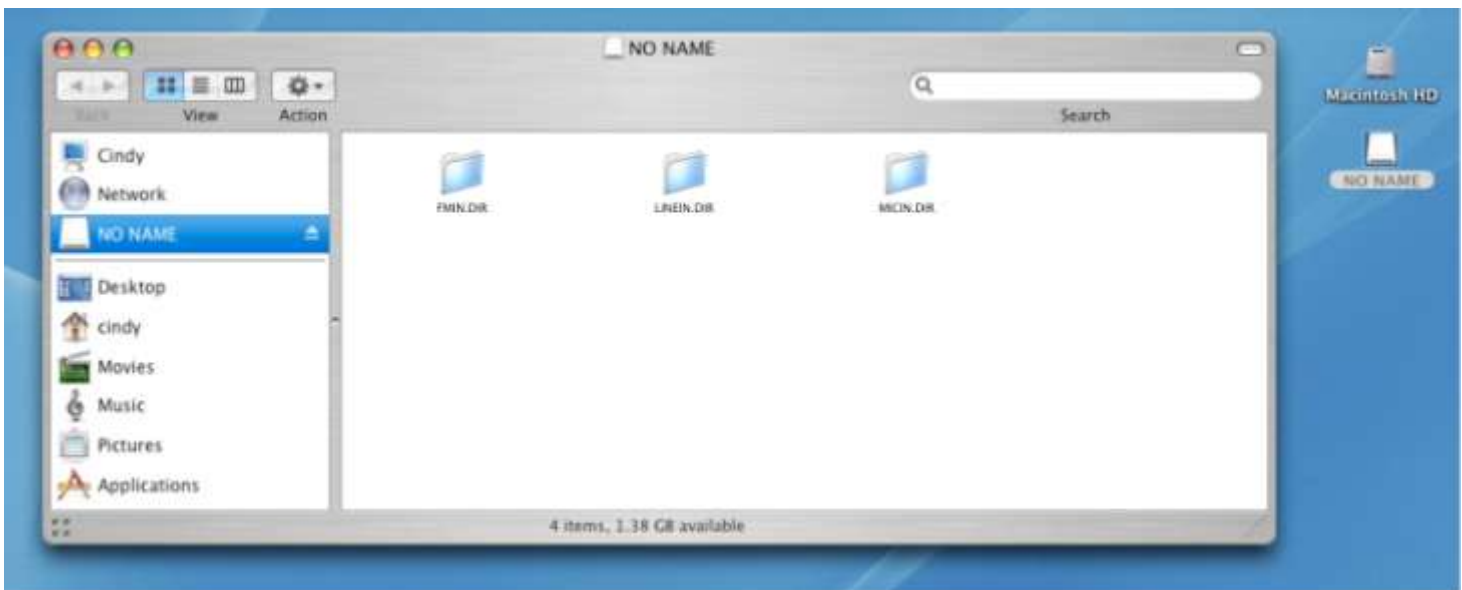 NO NAME
Back View Action Search
Cindy
Network
NO NAME
Desktop
cindy
Movies
Music
Pictures
Applications
FMIN.DIR LINEIN.DIR MICIN.DIR
4 items, 1.38 GB available
Macintosh HD
NO NAME